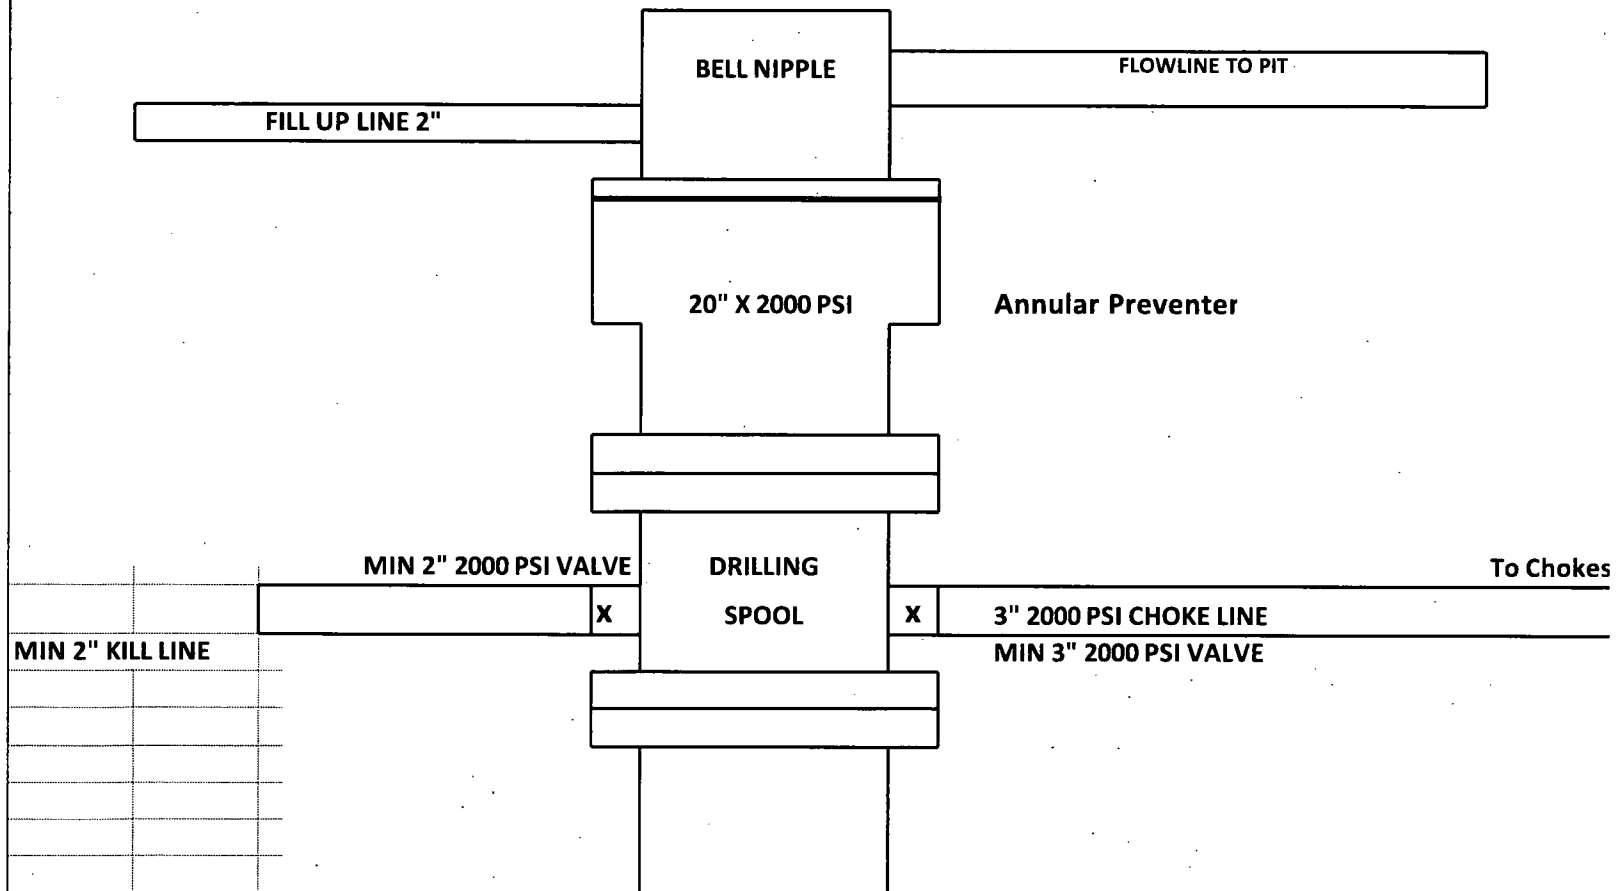 BELL NIPPLE
FLOWLINE TO PIT
FILL UP LINE 2"
20" X 2000 PSI
Annular Preventer
MIN 2" 2000 PSI VALVE
DRILLING
To Chokes
X
SPOOL
X
3" 2000 PSI CHOKE LINE
MIN 2" KILL LINE
MIN 3" 2000 PSI VALVE